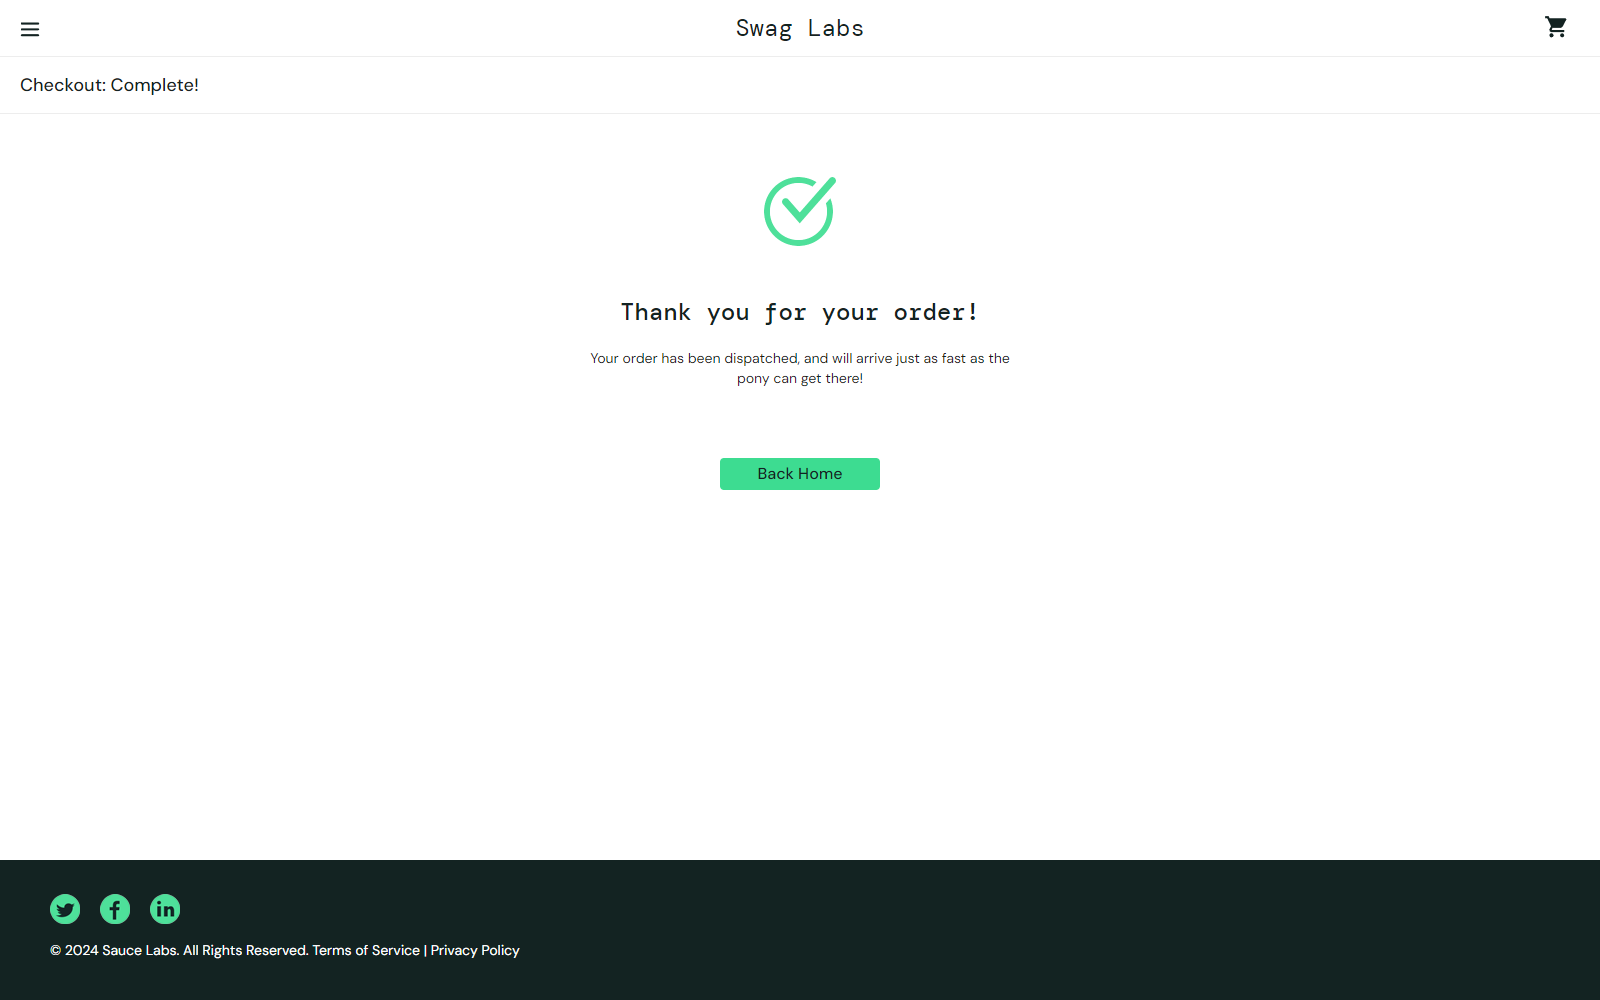 Swag Labs
Checkout: Complete!
Thank you for your order!
Your order has been dispatched, and will arrive just as fast as the
pony can get there!
Back Home
© 2024 Sauce Labs. All Rights Reserved. Terms of Service | Privacy Policy